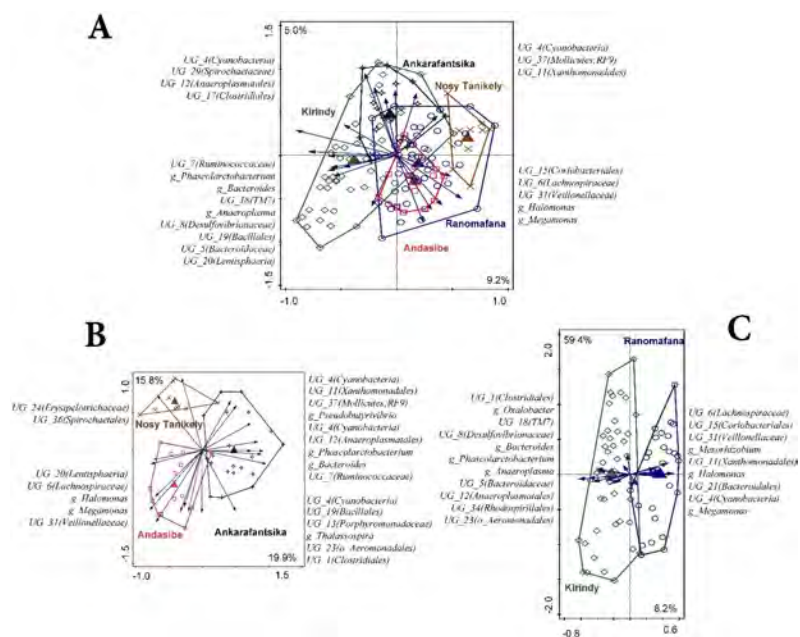 A
1.5
5.0%
UG_4(Cyanobacteria)
UG_29(Spirochaetaceae)
UG_12(Anaeroplasmatales)
UG_17(Clostridiales)
Ankarafantsika
Nosy Tanikely
Kirindy
UG_4(Cyanobacteria)
UG_37(Mollicutes,RF9)
UG_11(Xanthomonadales)
UG_7(Ruminococcaceae)
g_Phascolarctobacterium
g_Bacteroides
UG_18(TM7)
g_Anaeroplasma
UG_8(Desulfovibrionaceae)
UG_19(Bacillales)
UG_5(Bacteroidaceae)
UG_20(Lentisphaeria)
UG_15(Coriobacteriales)
UG_6(Lachnospiraceae)
UG_31(Veillonellaceae)
g_Halomonas
g_Megamonas
Ranomafana
Andasibe
-1.5
9.2%
-1.0
1.0
B
1.0
15.8%
UG_24(Erysipelotrichaceae)
UG_36(Spirochaetales)
Nosy Tanikely
UG_20(Lentisphaeria)
UG_6(Lachnospiraceae)
g_Halomonas
g_Megamonas
UG_31(Veillonellaceae)
Andasibe
Ankarafantsika
UG_4(Cyanobacteria)
UG_11(Xanthomonadales)
UG_37(Mollicutes,RF9)
g_Pseudobutyrivibrio
UG_4(Cyanobacteria)
UG_12(Anaeroplasmatales)
g_Phascolarctobacterium
g_Bacteroides
UG_7(Ruminococcaceae)
UG_4(Cyanobacteria)
UG_19(Bacillales)
UG_13(Porphyromonadaceae)
g_Thalassospira
UG_23(o_Aeromonadales)
UG_1(Clostridiales)
-1.5
19.9%
-1.0
1.5
C
Ranomafana
2.0
59.4%
UG_1(Clostridiales)
g_Oxalobacter
UG_18(TM7)
UG_8(Desulfovibrionaceae)
g_Bacteroides
g_Phascolarctobacterium
g_Anaeroplasma
UG_5(Bacteroidaceae)
UG_12(Anaeroplasmatales)
UG_34(Rhodospirillales)
UG_23(o_Aeromonadales)
UG_6(Lachnospiraceae)
UG_15(Coriobacteriales)
UG_31(Veillonellaceae)
g_Mesorhizobium
UG_11(Xanthomonadales)
g_Halomonas
UG_21(Bacteroidales)
UG_4(Cyanobacteria)
g_Megamonas
Kirindy
-2.0
8.2%
-0.8
0.6